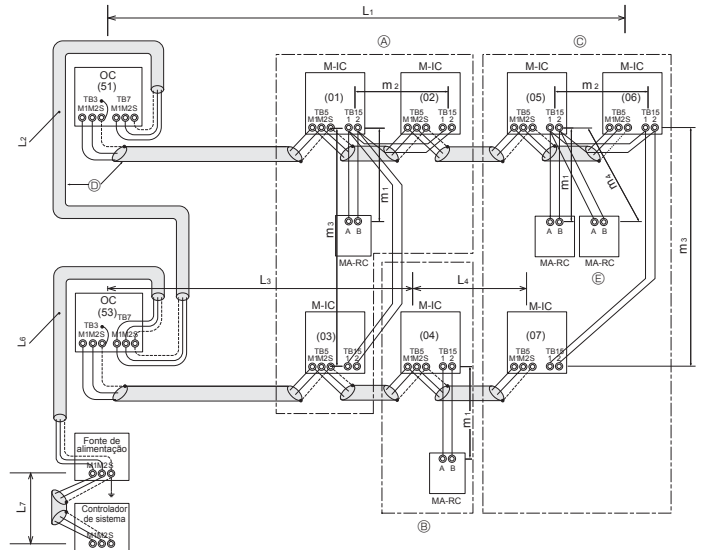 L1
Ⓐ
Ⓒ
M-IC
M-IC
M-IC
M-IC
OC
(51)
TB3
TB7
M1M2S
M1M2S
(01)
m2
(02)
(05)
m2
(06)
TB5
TB15
TB5
TB15
TB5
TB15
TB5
TB15
M1M2S
1 2
M1M2S
1 2
M1M2S
1 2
M1M2S
1 2
L2
Ⓓ
m1
m3
m1
m4
m3
A B
A B
A B
MA-RC
MA-RC
MA-RC
Ⓔ
L3
L4
OC
(53)
TB3
TB7
M1M2S
M1M2S
L6
M-IC
M-IC
M-IC
(03)
(04)
(07)
TB5
TB15
TB5
TB15
TB5
TB15
M1M2S
1 2
M1M2S
1 2
M1M2S
1 2
m1
Fonte de
alimentação
M1M2S
A B
MA-RC
Ⓑ
L7
Controlador
de sistema
M1M2S